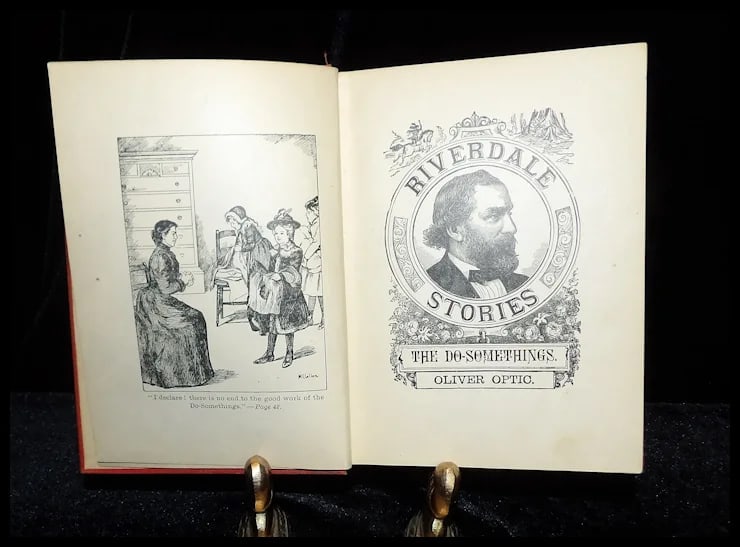 "I declare! there is no end to the good work of the
Do-Somethings."—Page 41.
RIVERDALE
STORIES
THE DO-SOMETHINGS.
OLIVER OPTIC.